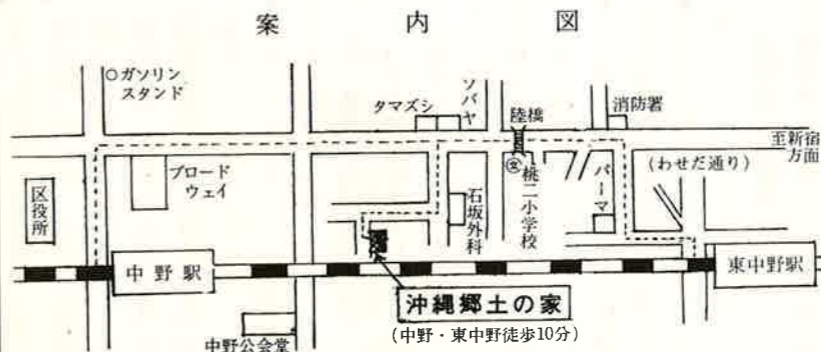 案内図
ガソリン
スタンド
タマズシ
ソバヤ
陸橋
消防署
至新宿
方面
(わせだ通り)
ブロード
ウェイ
区役所
石坂外科
桃二小学校
パーマ
中野駅
東中野駅
沖縄郷土の家
(中野・東中野徒歩10分)
中野公会堂